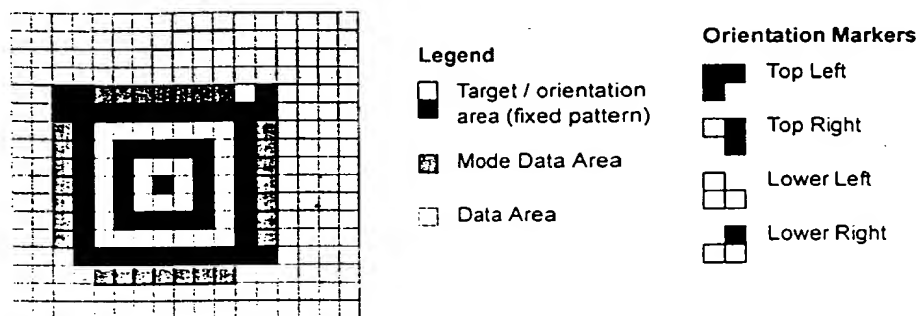 Legend
Target / orientation
area (fixed pattern)
Mode Data Area
Data Area
Orientation Markers
Top Left
Top Right
Lower Left
Lower Right